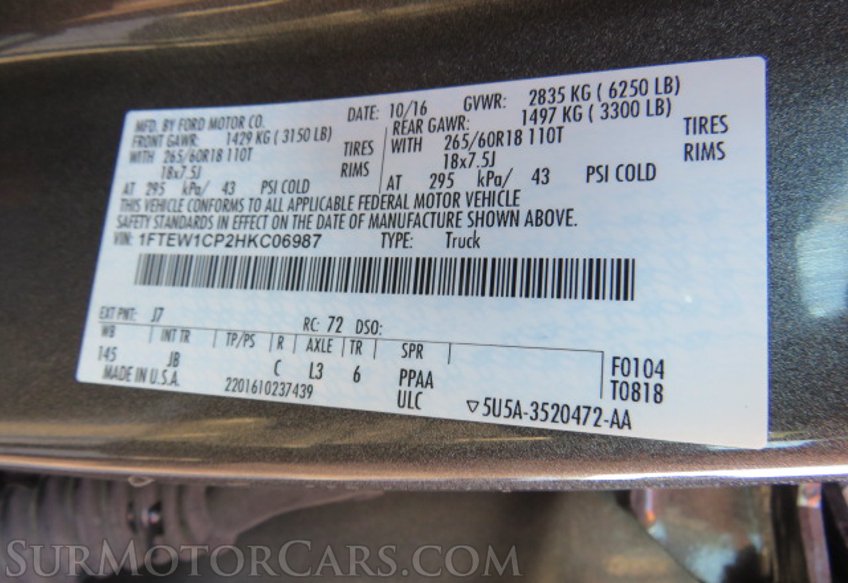 MFD. BY FORD MOTOR CO.
DATE: 10/16 GVWR: 2835 KG ( 6250 LB)
FRONT GAWR: 1429 KG ( 3150 LB)
WITH 265/60R18 110T TIRES
18x7.5J RIMS
AT 295 kPa/ 43 PSI COLD
REAR GAWR: 1497 KG ( 3300 LB)
WITH 265/60R18 110T TIRES
18x7.5J RIMS
AT 295 kPa/ 43 PSI COLD
THIS VEHICLE CONFORMS TO ALL APPLICABLE FEDERAL MOTOR VEHICLE
SAFETY STANDARDS IN EFFECT ON THE DATE OF MANUFACTURE SHOWN ABOVE.
VIN: 1FTEW1CP2HKC06987 TYPE: Truck
EXT PNT: J7 RC: 72 DSO:
WB INT TR TP/PS R AXLE TR SPR
145 JB C L3 6 PPAA F0104
MADE IN U.S.A. 2201610237439 ULC T0818
▽5U5A-3520472-AA
SurMotorCars.com